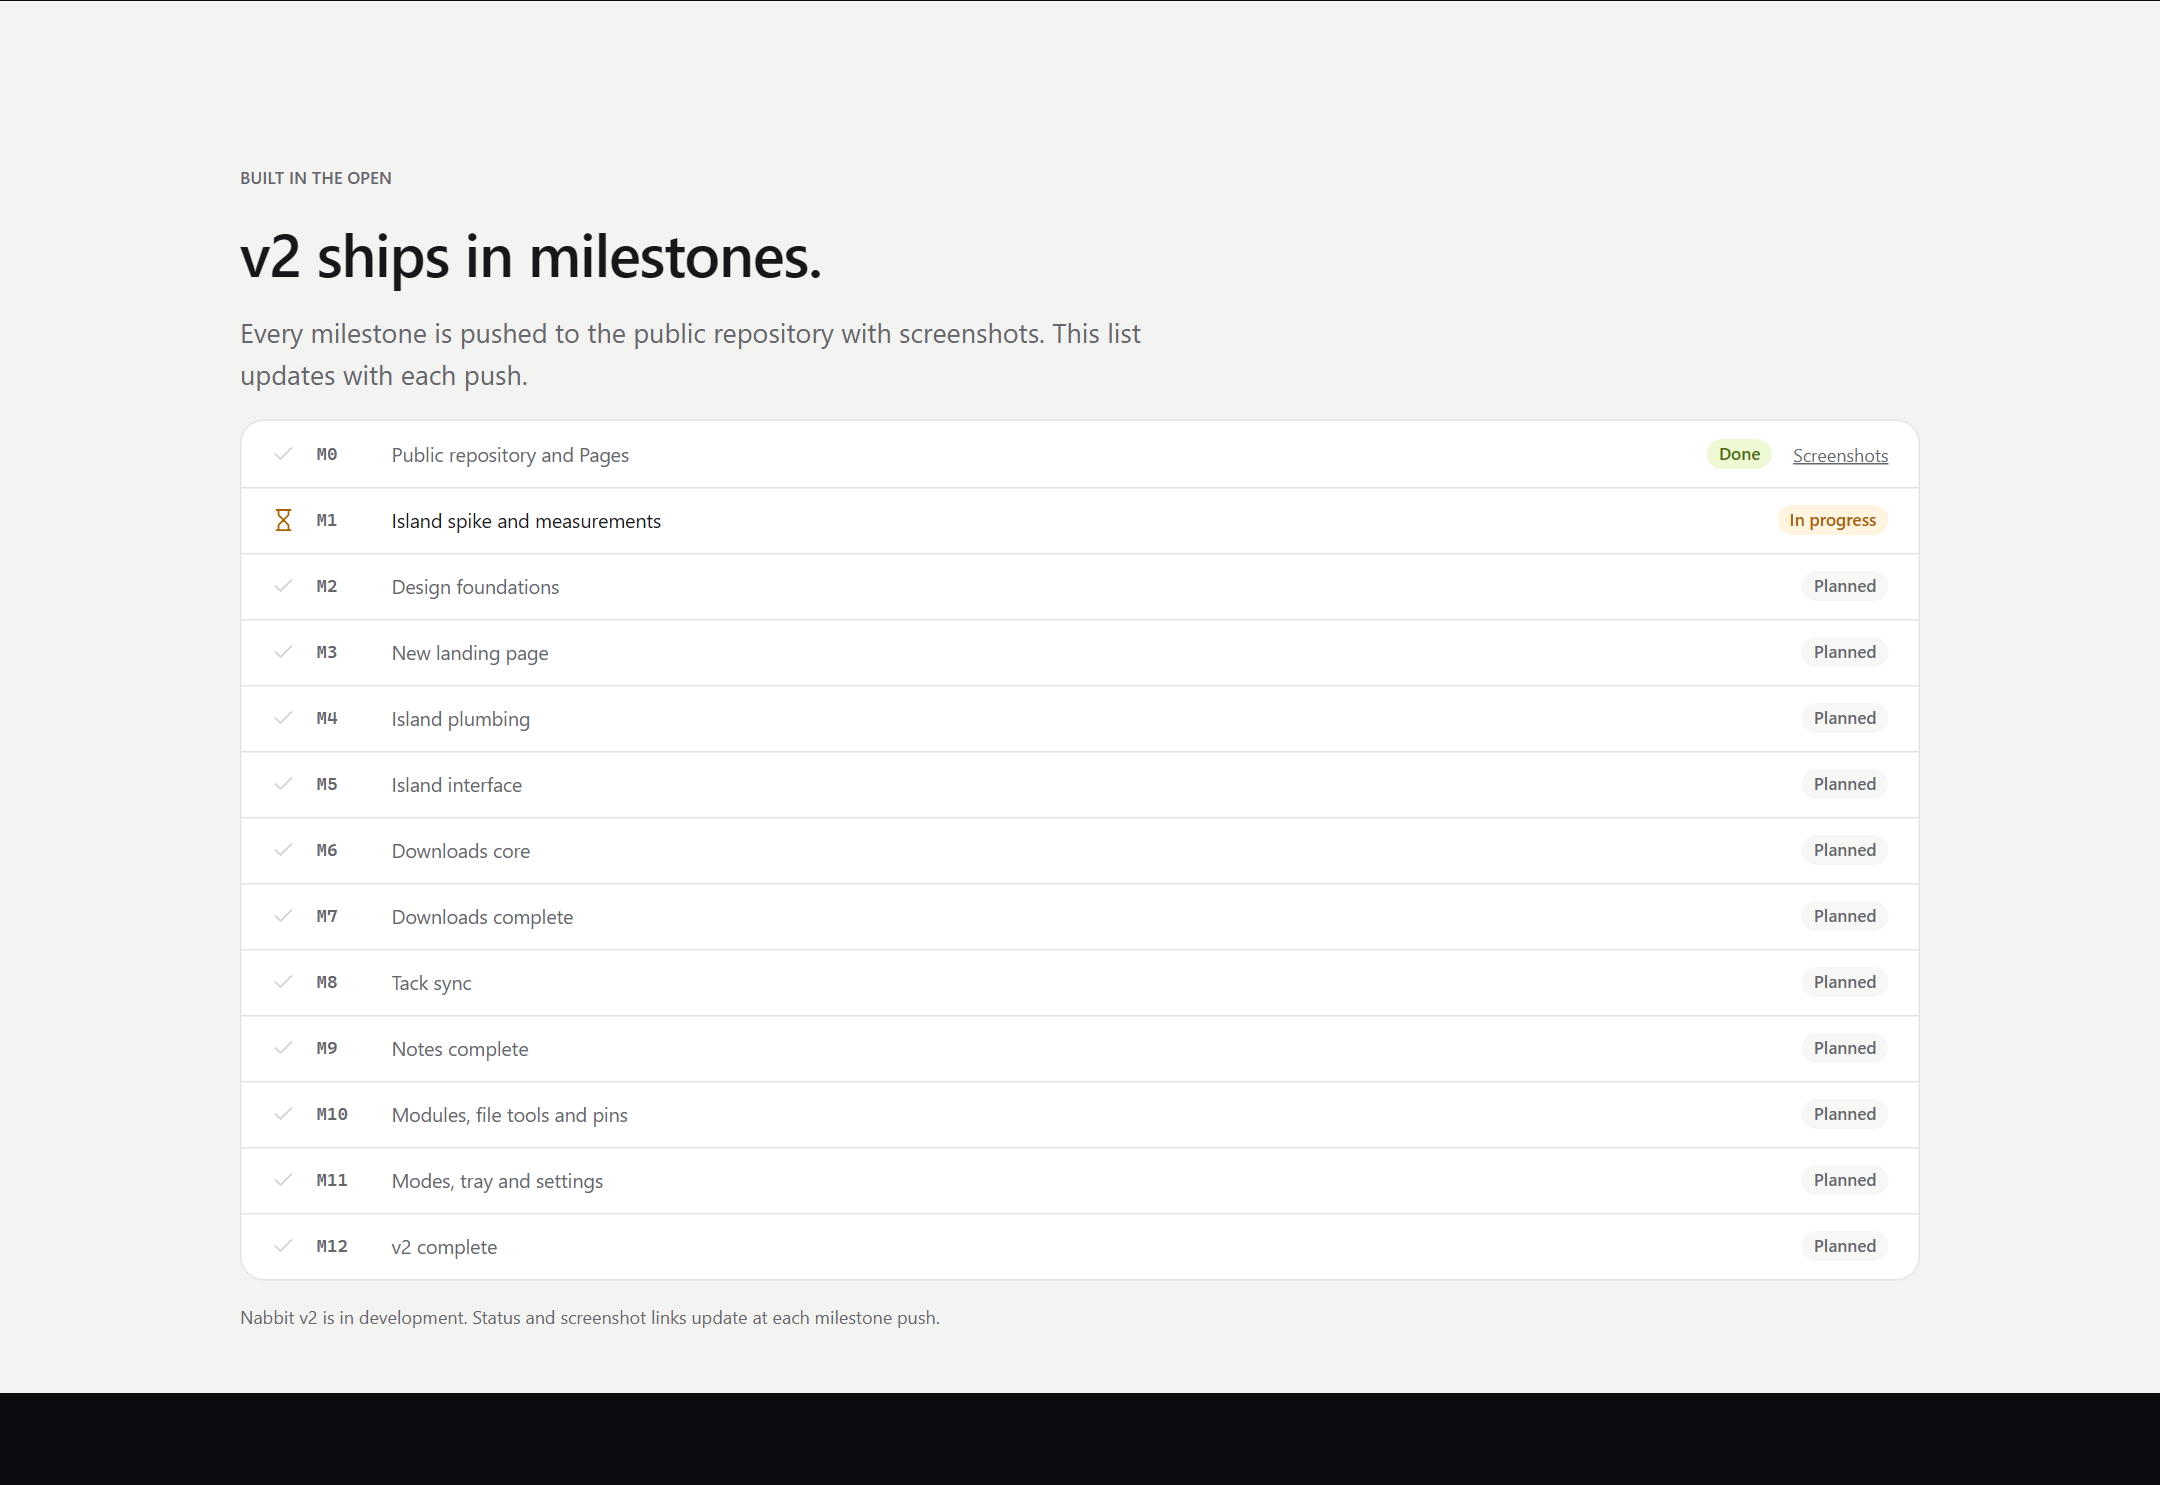 BUILT IN THE OPEN
v2 ships in milestones.
Every milestone is pushed to the public repository with screenshots. This list
updates with each push.
M0 Public repository and Pages Done Screenshots
M1 Island spike and measurements In progress
M2 Design foundations Planned
M3 New landing page Planned
M4 Island plumbing Planned
M5 Island interface Planned
M6 Downloads core Planned
M7 Downloads complete Planned
M8 Tack sync Planned
M9 Notes complete Planned
M10 Modules, file tools and pins Planned
M11 Modes, tray and settings Planned
M12 v2 complete Planned
Nabbit v2 is in development. Status and screenshot links update at each milestone push.